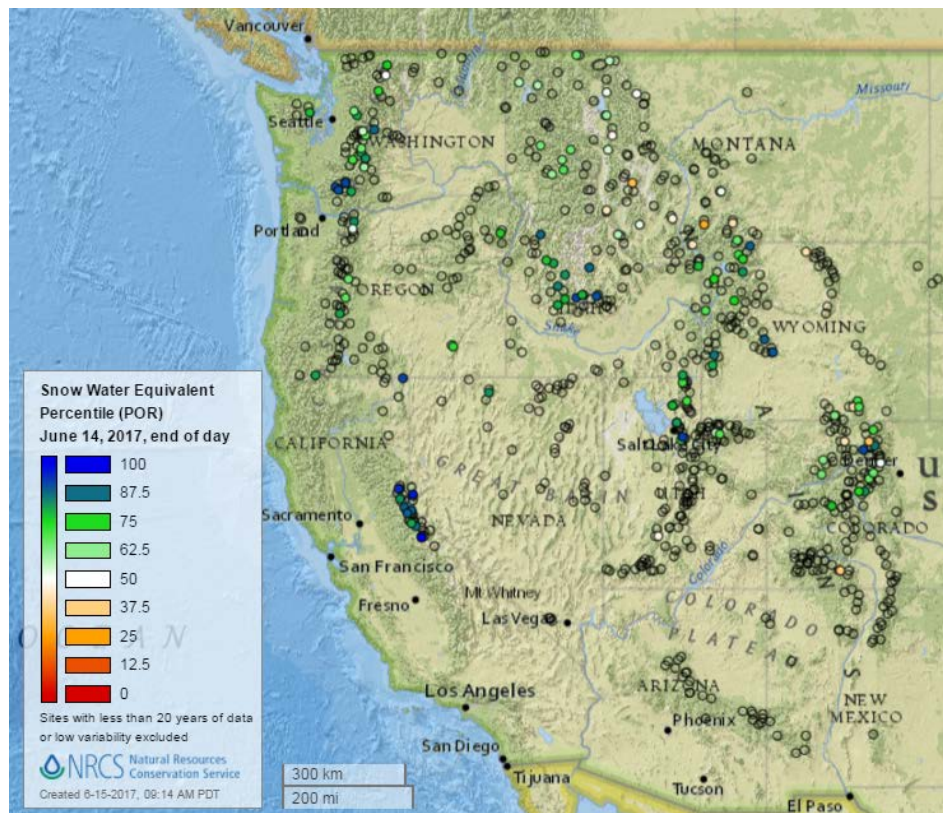 Vancouver
Columbia
Missouri
Seattle
WASHINGTON
MONTANA
Portland
OREGON
IDAHO
Snake
WYOMING
Snow Water Equivalent
Percentile (POR)
June 14, 2017, end of day
100
87.5
75
62.5
50
37.5
25
12.5
0
Sites with less than 20 years of data
or low variability excluded
NRCS Natural Resources
Conservation Service
Created 6-15-2017, 09:14 AM PDT
CALIFORNIA
Salt Lake City
Denver
U
S
GREAT BASIN
UTAH
NEVADA
COLORADO
Sacramento
San Francisco
Colorado
Fresno
Mt Whitney
Las Vegas
COLORADO
PLATEAU
OCEAN
Los Angeles
ARIZONA
NEW
MEXICO
Phoenix
San Diego
Tijuana
Tucson
El Paso
300 km
200 mi